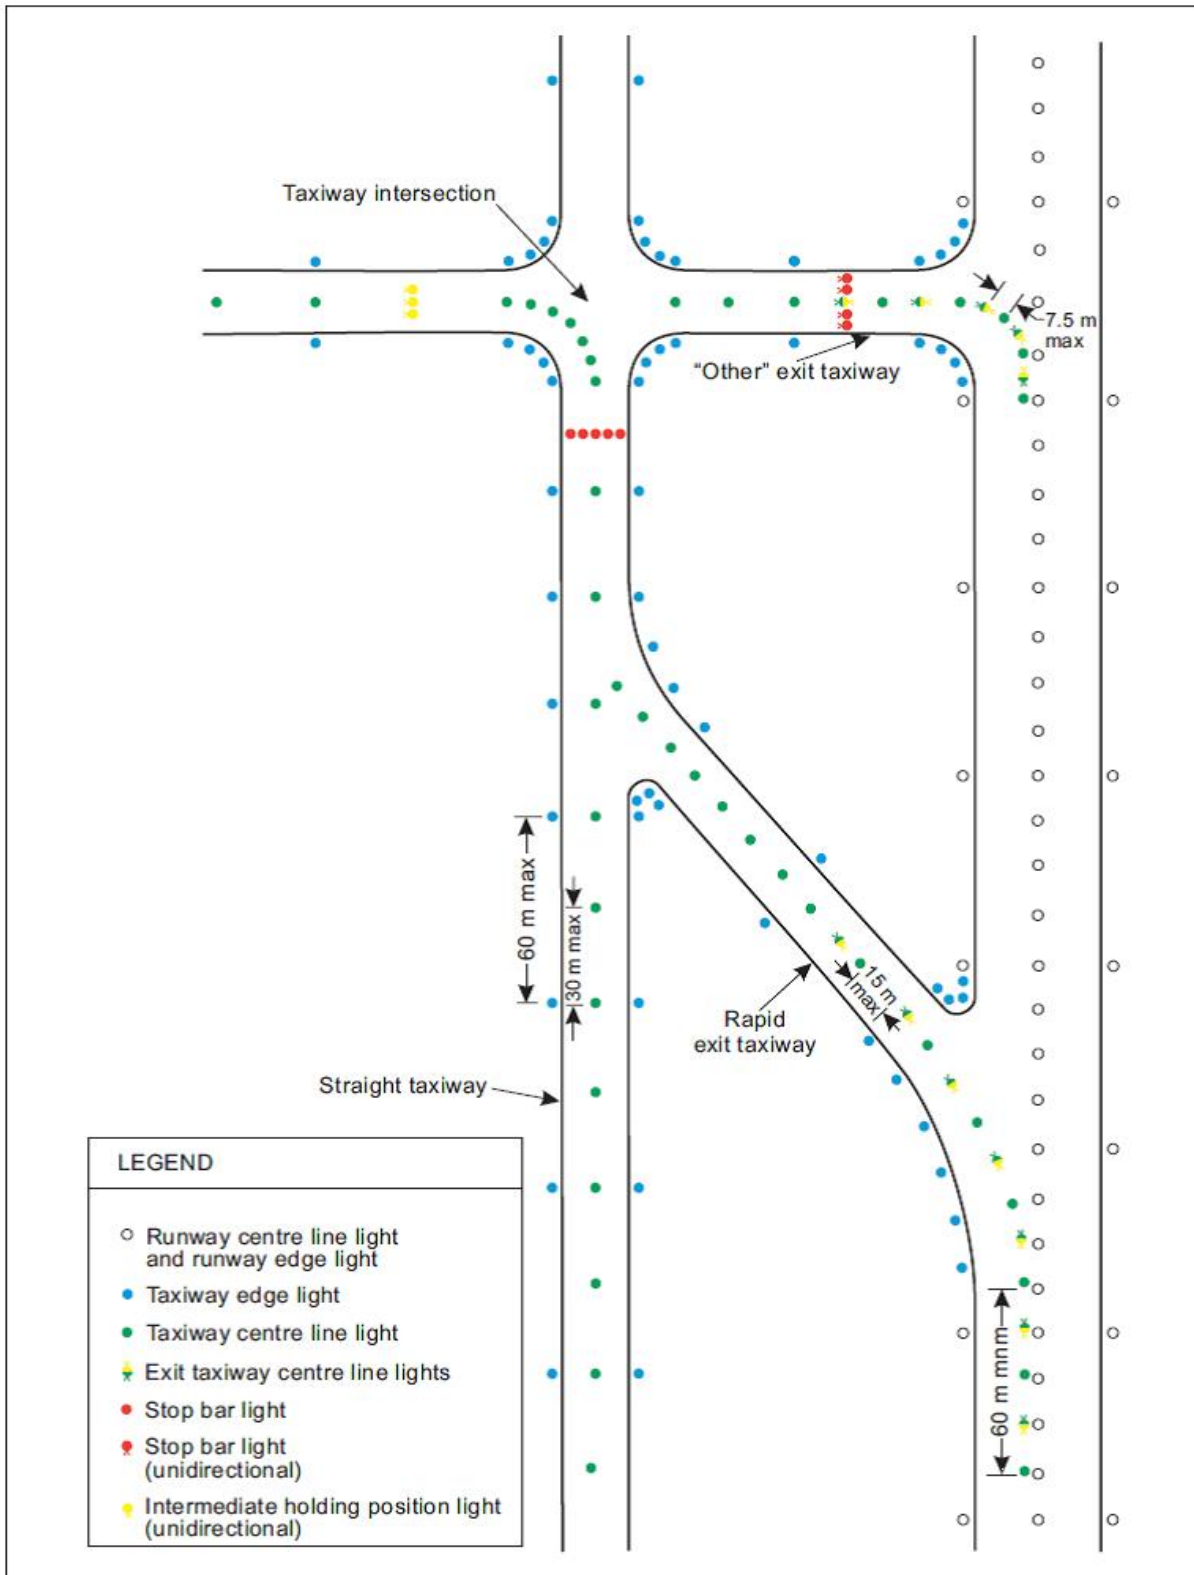 Taxiway intersection
7.5 m
max
“Other” exit taxiway
60 m max
30 m max
15 m
max
Rapid
exit taxiway
Straight taxiway
60 m mnm
LEGEND
Runway centre line light
and runway edge light
Taxiway edge light
Taxiway centre line light
Exit taxiway centre line lights
Stop bar light
Stop bar light
(unidirectional)
Intermediate holding position light
(unidirectional)